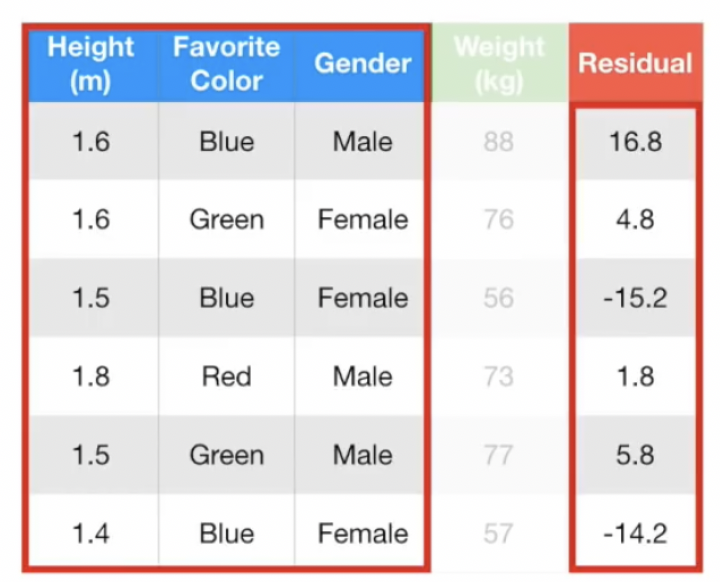 Height (m) Favorite Color Gender Weight (kg) Residual
1.6 Blue Male 88 16.8
1.6 Green Female 76 4.8
1.5 Blue Female 56 -15.2
1.8 Red Male 73 1.8
1.5 Green Male 77 5.8
1.4 Blue Female 57 -14.2